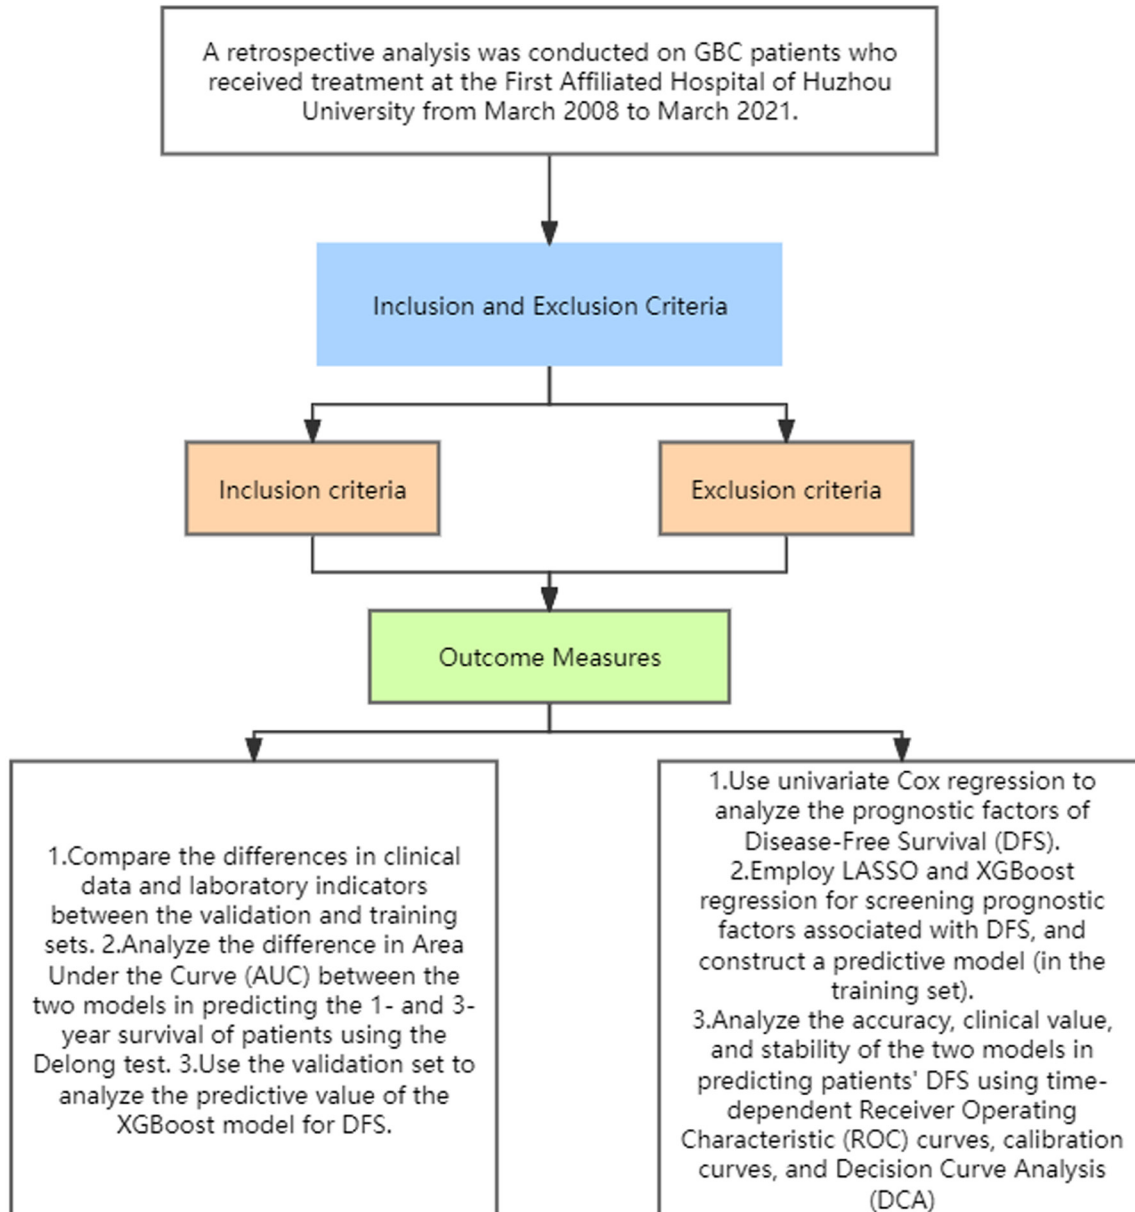 A retrospective analysis was conducted on GBC patients who
received treatment at the First Affiliated Hospital of Huzhou
University from March 2008 to March 2021.
Inclusion and Exclusion Criteria
Inclusion criteria
Exclusion criteria
Outcome Measures
1.Compare the differences in clinical
data and laboratory indicators
between the validation and training
sets. 2.Analyze the difference in Area
Under the Curve (AUC) between the
two models in predicting the 1- and 3-
year survival of patients using the
Delong test. 3.Use the validation set to
analyze the predictive value of the
XGBoost model for DFS.
1.Use univariate Cox regression to
analyze the prognostic factors of
Disease-Free Survival (DFS).
2.Employ LASSO and XGBoost
regression for screening prognostic
factors associated with DFS, and
construct a predictive model (in the
training set).
3.Analyze the accuracy, clinical value,
and stability of the two models in
predicting patients' DFS using time-
dependent Receiver Operating
Characteristic (ROC) curves, calibration
curves, and Decision Curve Analysis
(DCA)